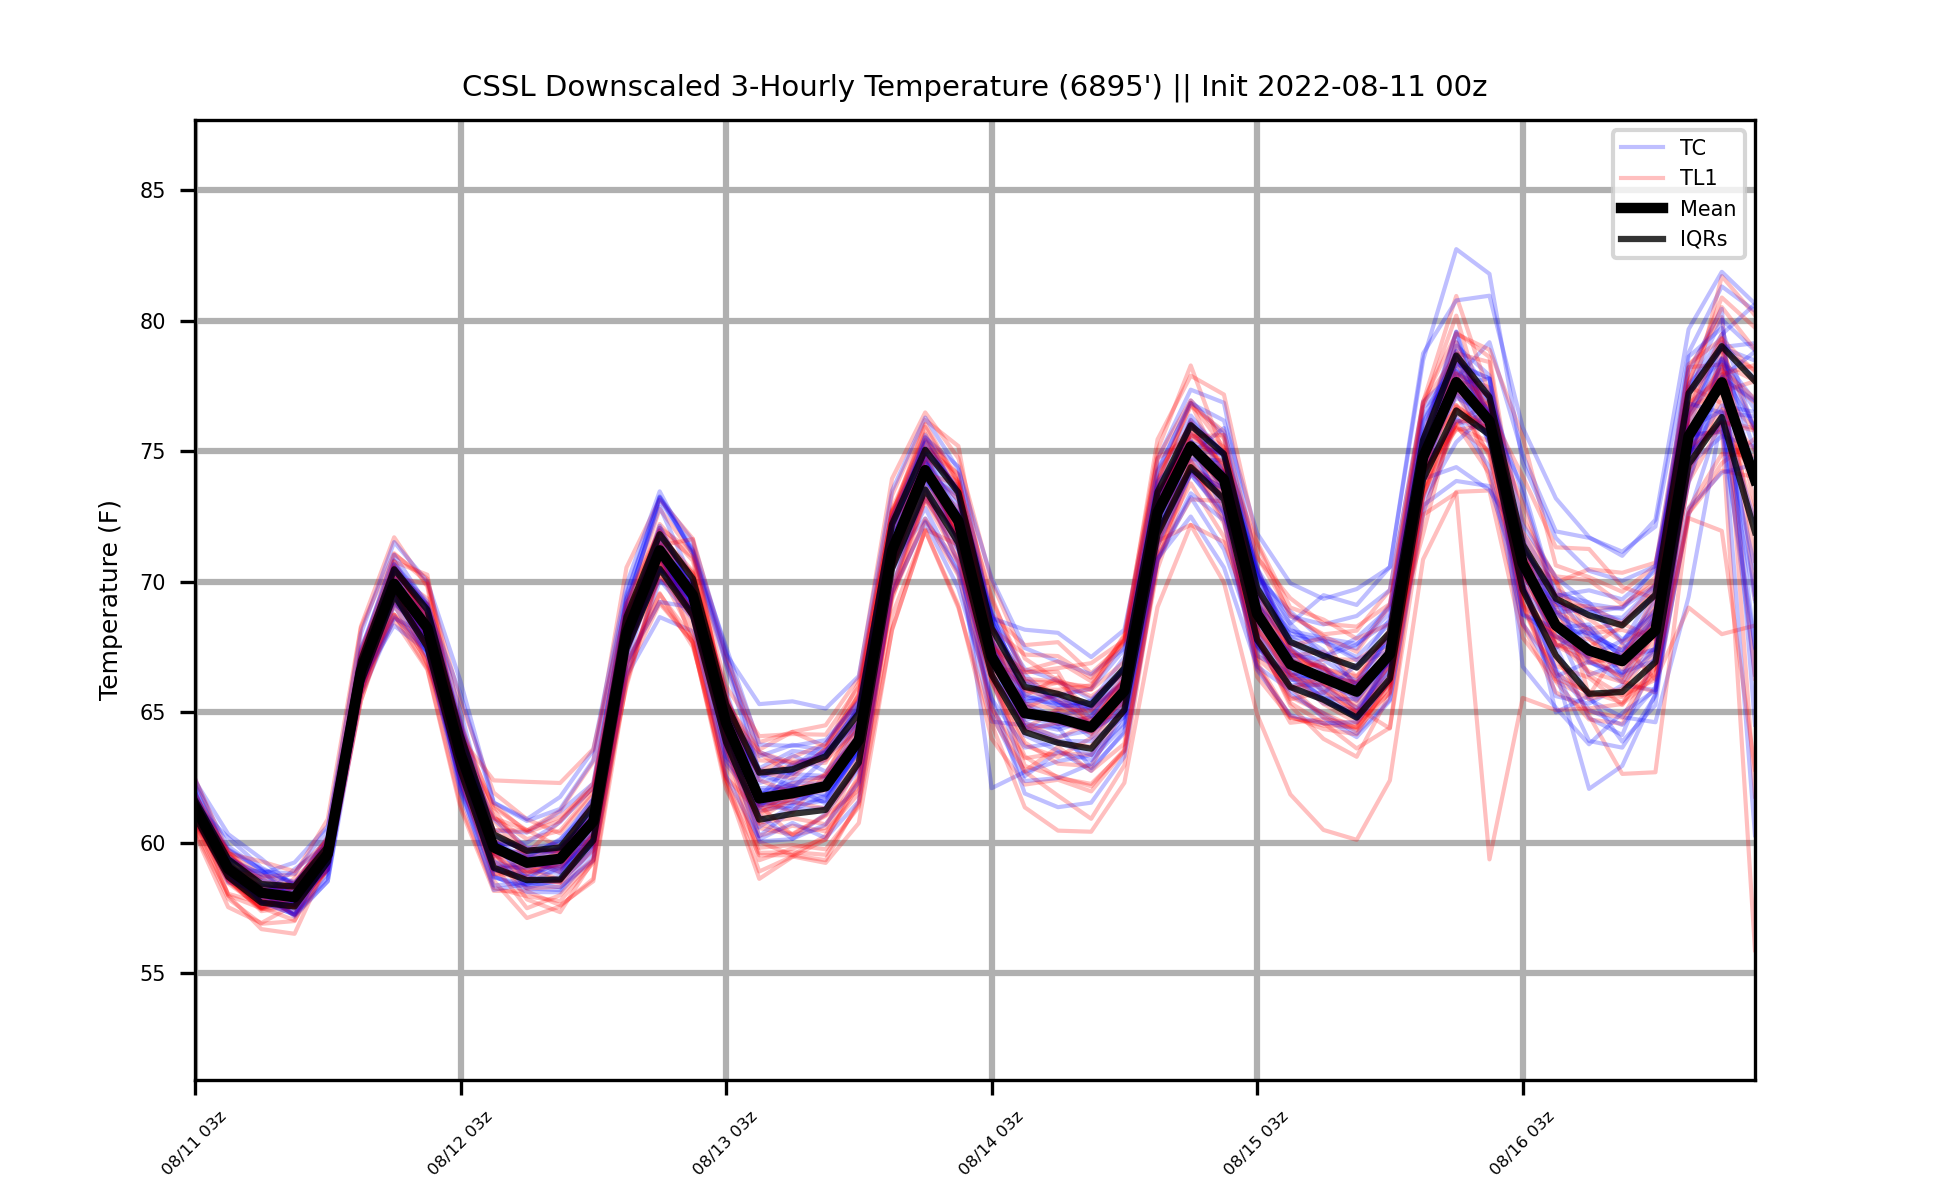 CSSL Downscaled 3-Hourly Temperature (6895') || Init 2022-08-11 00z
TC
TL1
Mean
IQRs
Temperature (F)
85
80
75
70
65
60
55
08/11 03z
08/12 03z
08/13 03z
08/14 03z
08/15 03z
08/16 03z